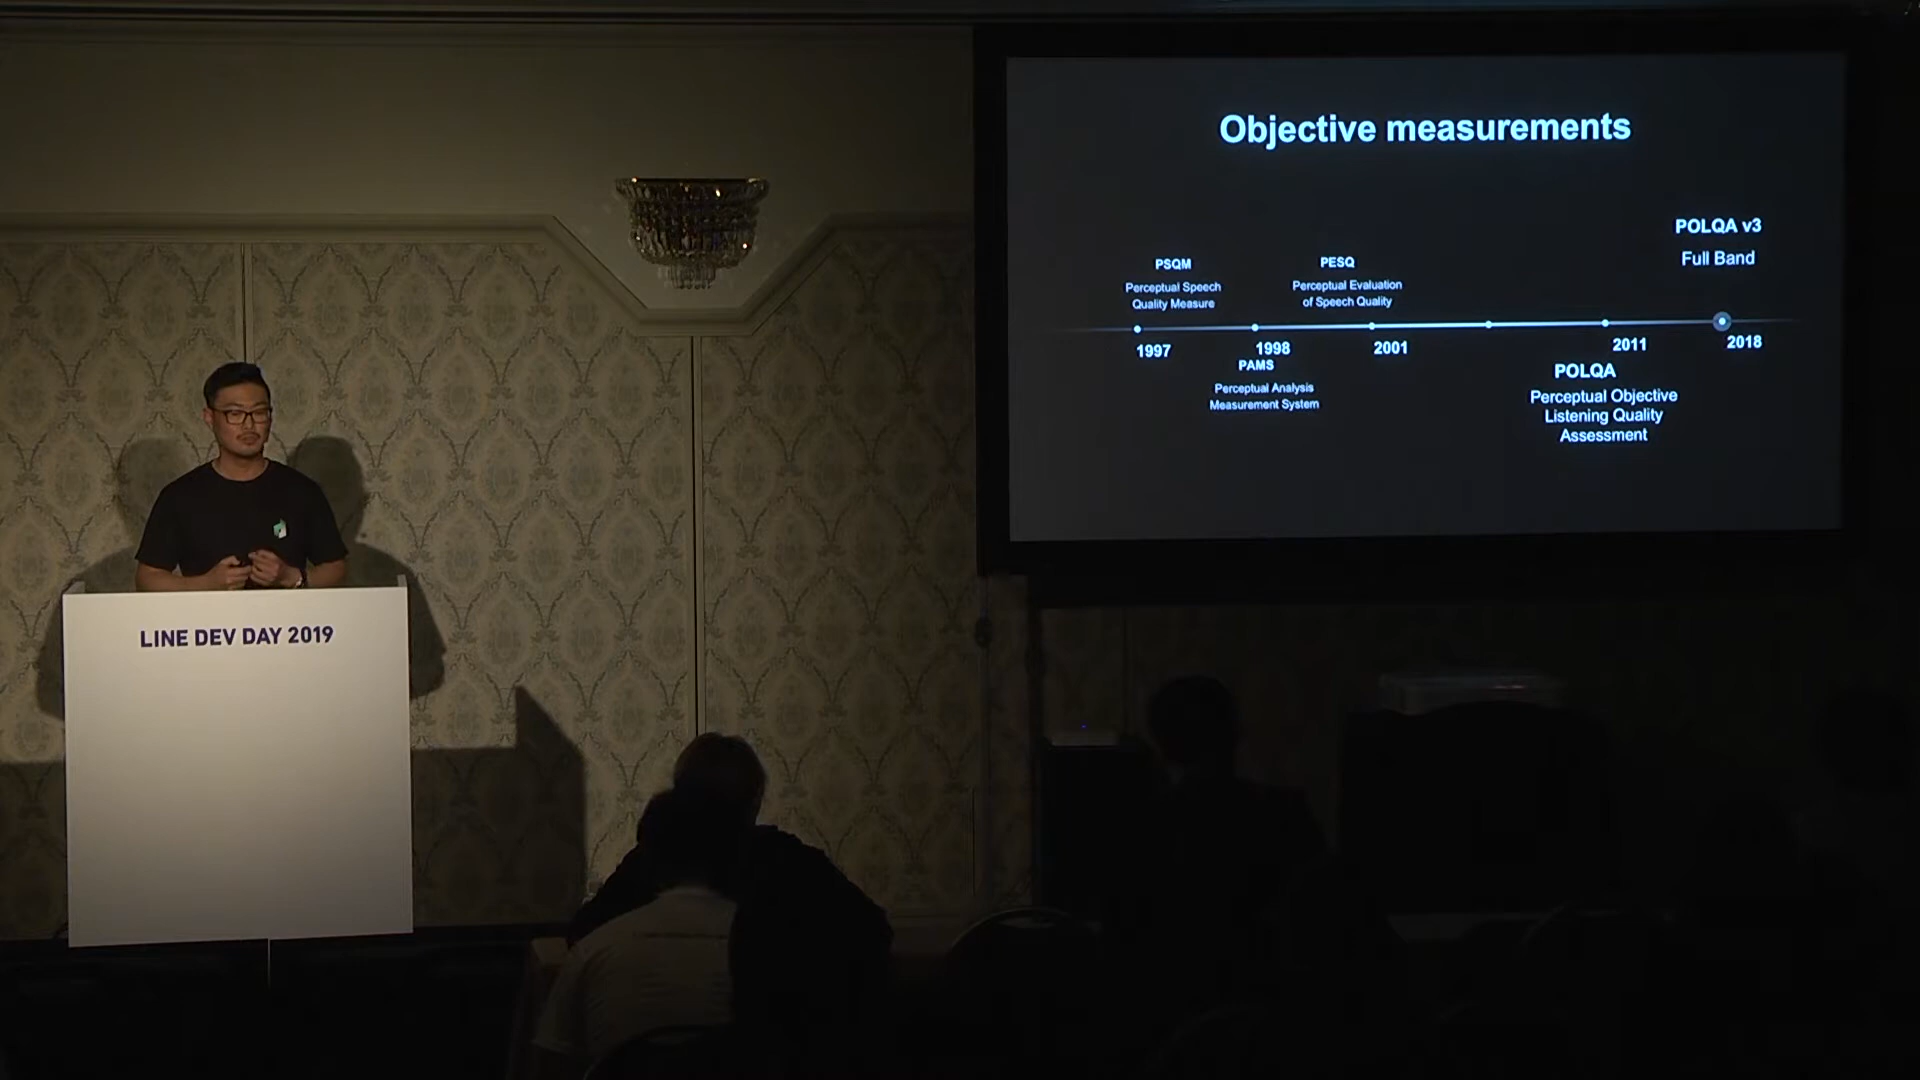 Objective measurements
POLQA v3
Full Band
PSQM
Perceptual Speech
Quality Measure
PESQ
Perceptual Evaluation
of Speech Quality
1997
1998
2001
2011
2018
PAMS
Perceptual Analysis
Measurement System
POLQA
Perceptual Objective
Listening Quality
Assessment
LINE DEV DAY 2019